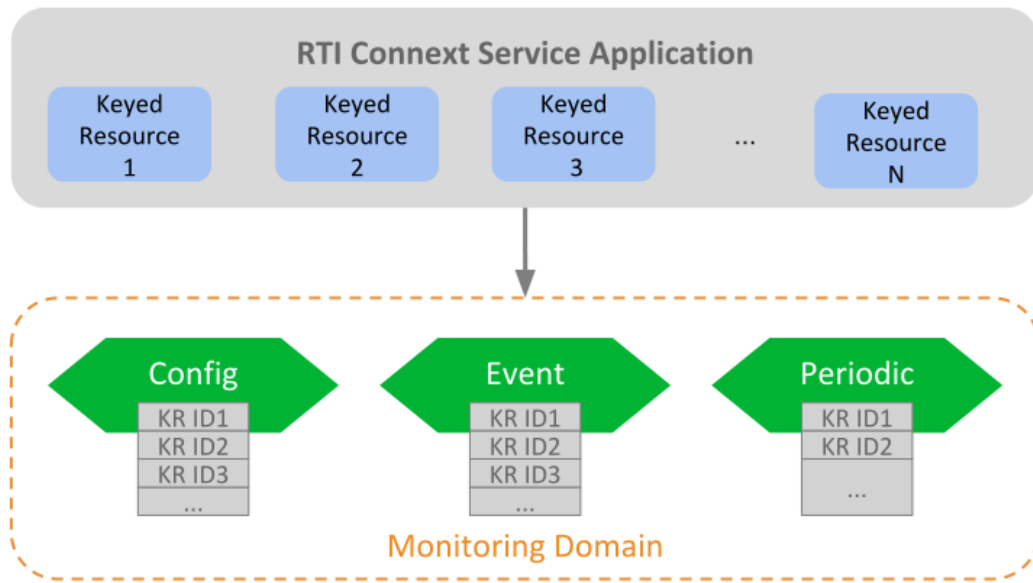 RTI Connext Service Application
Keyed
Resource
1
Keyed
Resource
2
Keyed
Resource
3
...
Keyed
Resource
N
Config
KR ID1
KR ID2
KR ID3
...
Event
KR ID1
KR ID2
KR ID3
...
Periodic
KR ID1
KR ID2
...
Monitoring Domain